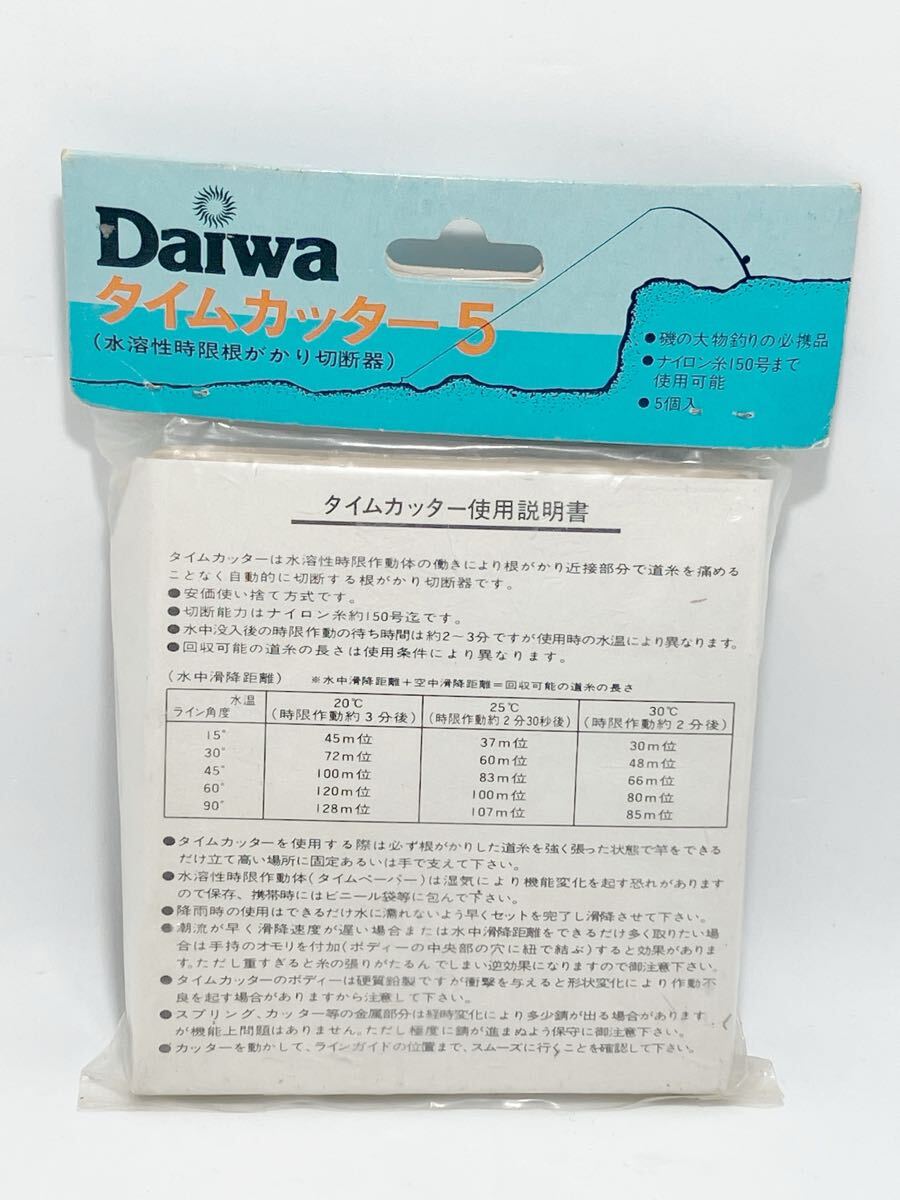 Daiwa
タイムカッター5
(水溶性時限根がかり切断器)
●磯の大物釣りの必携品
●ナイロン糸150号まで
使用可能
●5個入
タイムカッター使用説明書
タイムカッターは水溶性時限作動体の働きにより根がかり近接部分で道糸を痛める
ことなく自動的に切断する根がかり切断器です。
●安価使い捨て方式です。
●切断能力はナイロン糸約150号迄です。
●水中没入後の時限作動の待ち時間は約2〜3分ですが使用時の水温により異なります。
●回収可能の道糸の長さは使用条件により異なります。
(水中滑降距離) ※水中滑降距離+空中滑降距離=回収可能の道糸の長さ
水温 20℃ 25℃ 30℃
ライン角度 (時限作動約3分後) (時限作動約2分30秒後) (時限作動約2分後)
15° 45m位 37m位 30m位
30° 72m位 60m位 48m位
45° 100m位 83m位 66m位
60° 120m位 100m位 80m位
90° 128m位 107m位 85m位
●タイムカッターを使用する際は必ず根がかりした道糸を強く張った状態で竿をできる
だけ立て高い場所に固定あるいは手で支えて下さい。
●水溶性時限作動体(タイムペーパー)は湿気により機能変化を起す恐れがあります
ので保存、携帯時にはビニール袋等に包んで下さい。
●降雨時の使用はできるだけ水に濡れないよう早くセットを完了し滑降させて下さい。
●潮流が早く滑降速度が遅い場合または水中滑降距離をできるだけ多く取りたい場
合は手持のオモリを付加(ボディーの中央部の穴に紐で結ぶ)すると効果がありま
す。ただし重すぎると糸の張りがたるんでしまい逆効果になりますので御注意下さい。
●タイムカッターのボディーは硬質鉛製ですが衝撃を与えると形状変化により作動不
良を起す場合がありますから注意して下さい。
●スプリング、カッター等の金属部分は経時変化により多少錆が出る場合があります
が機能上問題はありません。ただし極度に錆が進まぬよう保守に御注意下さい。
●カッターを動かして、ラインガイドの位置まで、スムーズに行くことを確認して下さい。